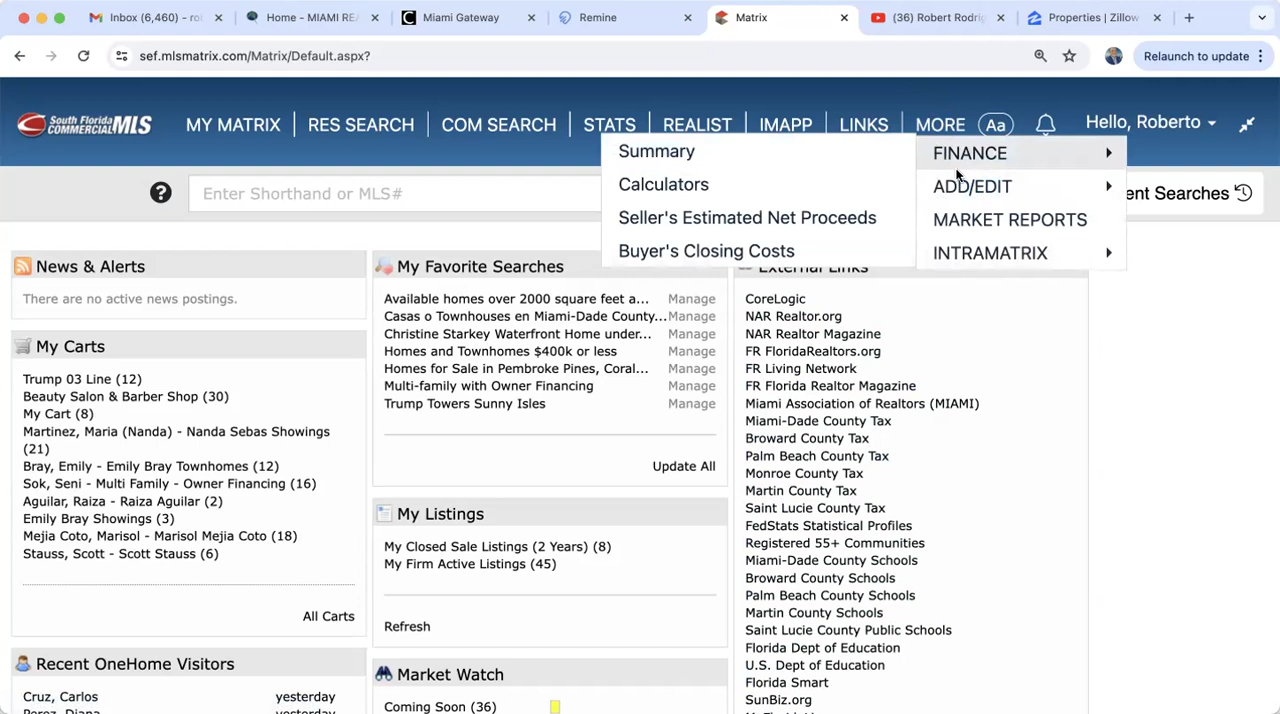 Inbox (6,460) - ro
Home - MIAMI REA
Miami Gateway
Remine
Matrix
(36) Robert Rodrig
Properties | Zillow
sef.mlsmatrix.com/Matrix/Default.aspx?
Relaunch to update
South Florida
COMMERCIAL MLS
MY MATRIX
RES SEARCH
COM SEARCH
STATS
REALIST
IMAPP
LINKS
MORE
Aa
Hello, Roberto
Summary
Calculators
Seller's Estimated Net Proceeds
Buyer's Closing Costs
FINANCE
ADD/EDIT
MARKET REPORTS
INTRAMATRIX
Enter Shorthand or MLS#
ent Searches
News & Alerts
There are no active news postings.
My Carts
Trump 03 Line (12)
Beauty Salon & Barber Shop (30)
My Cart (8)
Martinez, Maria (Nanda) - Nanda Sebas Showings
(21)
Bray, Emily - Emily Bray Townhomes (12)
Sok, Seni - Multi Family - Owner Financing (16)
Aguilar, Raiza - Raiza Aguilar (2)
Emily Bray Showings (3)
Mejia Coto, Marisol - Marisol Mejia Coto (18)
Stauss, Scott - Scott Stauss (6)
All Carts
Recent OneHome Visitors
Cruz, Carlos yesterday
Perez, Diana yesterday
My Favorite Searches
Available homes over 2000 square feet a... Manage
Casas o Townhouses en Miami-Dade County,... Manage
Christine Starkey Waterfront Home under... Manage
Homes and Townhomes $400k or less Manage
Homes for Sale in Pembroke Pines, Coral... Manage
Multi-family with Owner Financing Manage
Trump Towers Sunny Isles Manage
Update All
My Listings
My Closed Sale Listings (2 Years) (8)
My Firm Active Listings (45)
Refresh
Market Watch
Coming Soon (36)
External Links
CoreLogic
NAR Realtor.org
NAR Realtor Magazine
FR FloridaRealtors.org
FR Living Network
FR Florida Realtor Magazine
Miami Association of Realtors (MIAMI)
Miami-Dade County Tax
Broward County Tax
Palm Beach County Tax
Monroe County Tax
Martin County Tax
Saint Lucie County Tax
FedStats Statistical Profiles
Registered 55+ Communities
Miami-Dade County Schools
Broward County Schools
Palm Beach County Schools
Martin County Schools
Saint Lucie County Public Schools
Florida Dept of Education
U.S. Dept of Education
Florida Smart
SunBiz.org